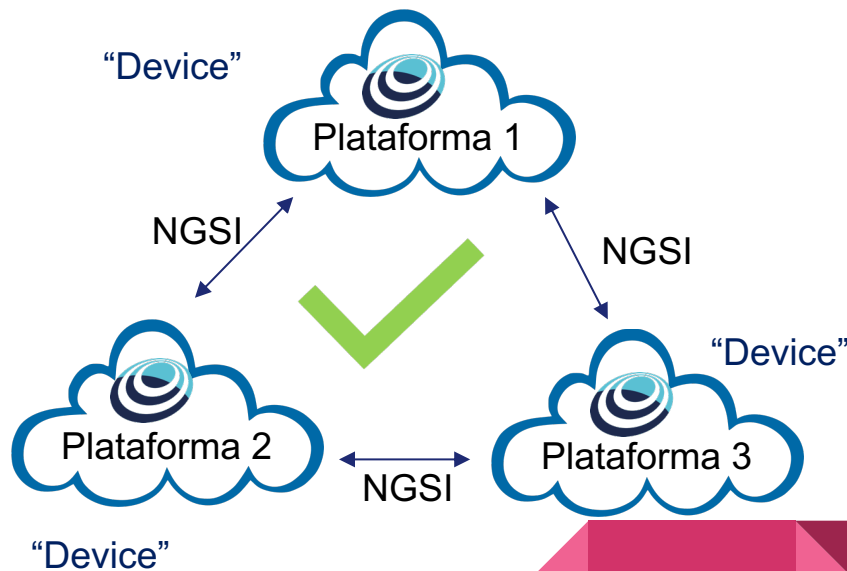 “Device”
Plataforma 1
NGSI
NGSI
“Device”
Plataforma 2
Plataforma 3
NGSI
“Device”